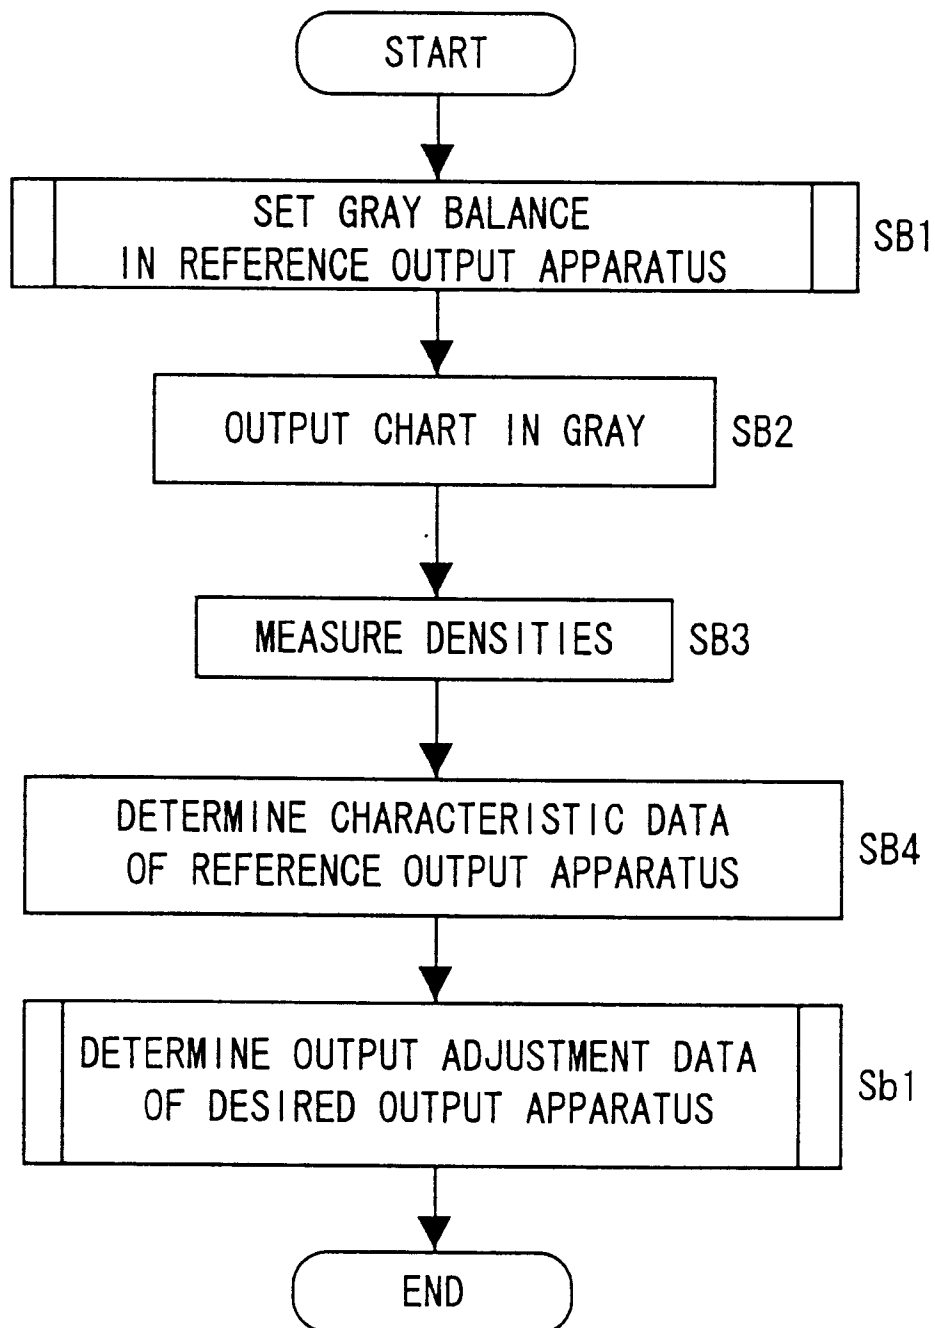 START
SET GRAY BALANCE
IN REFERENCE OUTPUT APPARATUS
SB1
OUTPUT CHART IN GRAY
SB2
MEASURE DENSITIES
SB3
DETERMINE CHARACTERISTIC DATA
OF REFERENCE OUTPUT APPARATUS
SB4
DETERMINE OUTPUT ADJUSTMENT DATA
OF DESIRED OUTPUT APPARATUS
Sb1
END